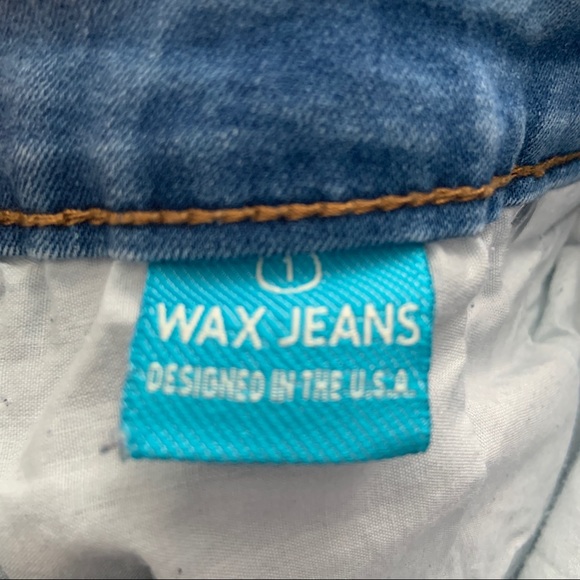 1
WAX JEANS
DESIGNED IN THE U.S.A.